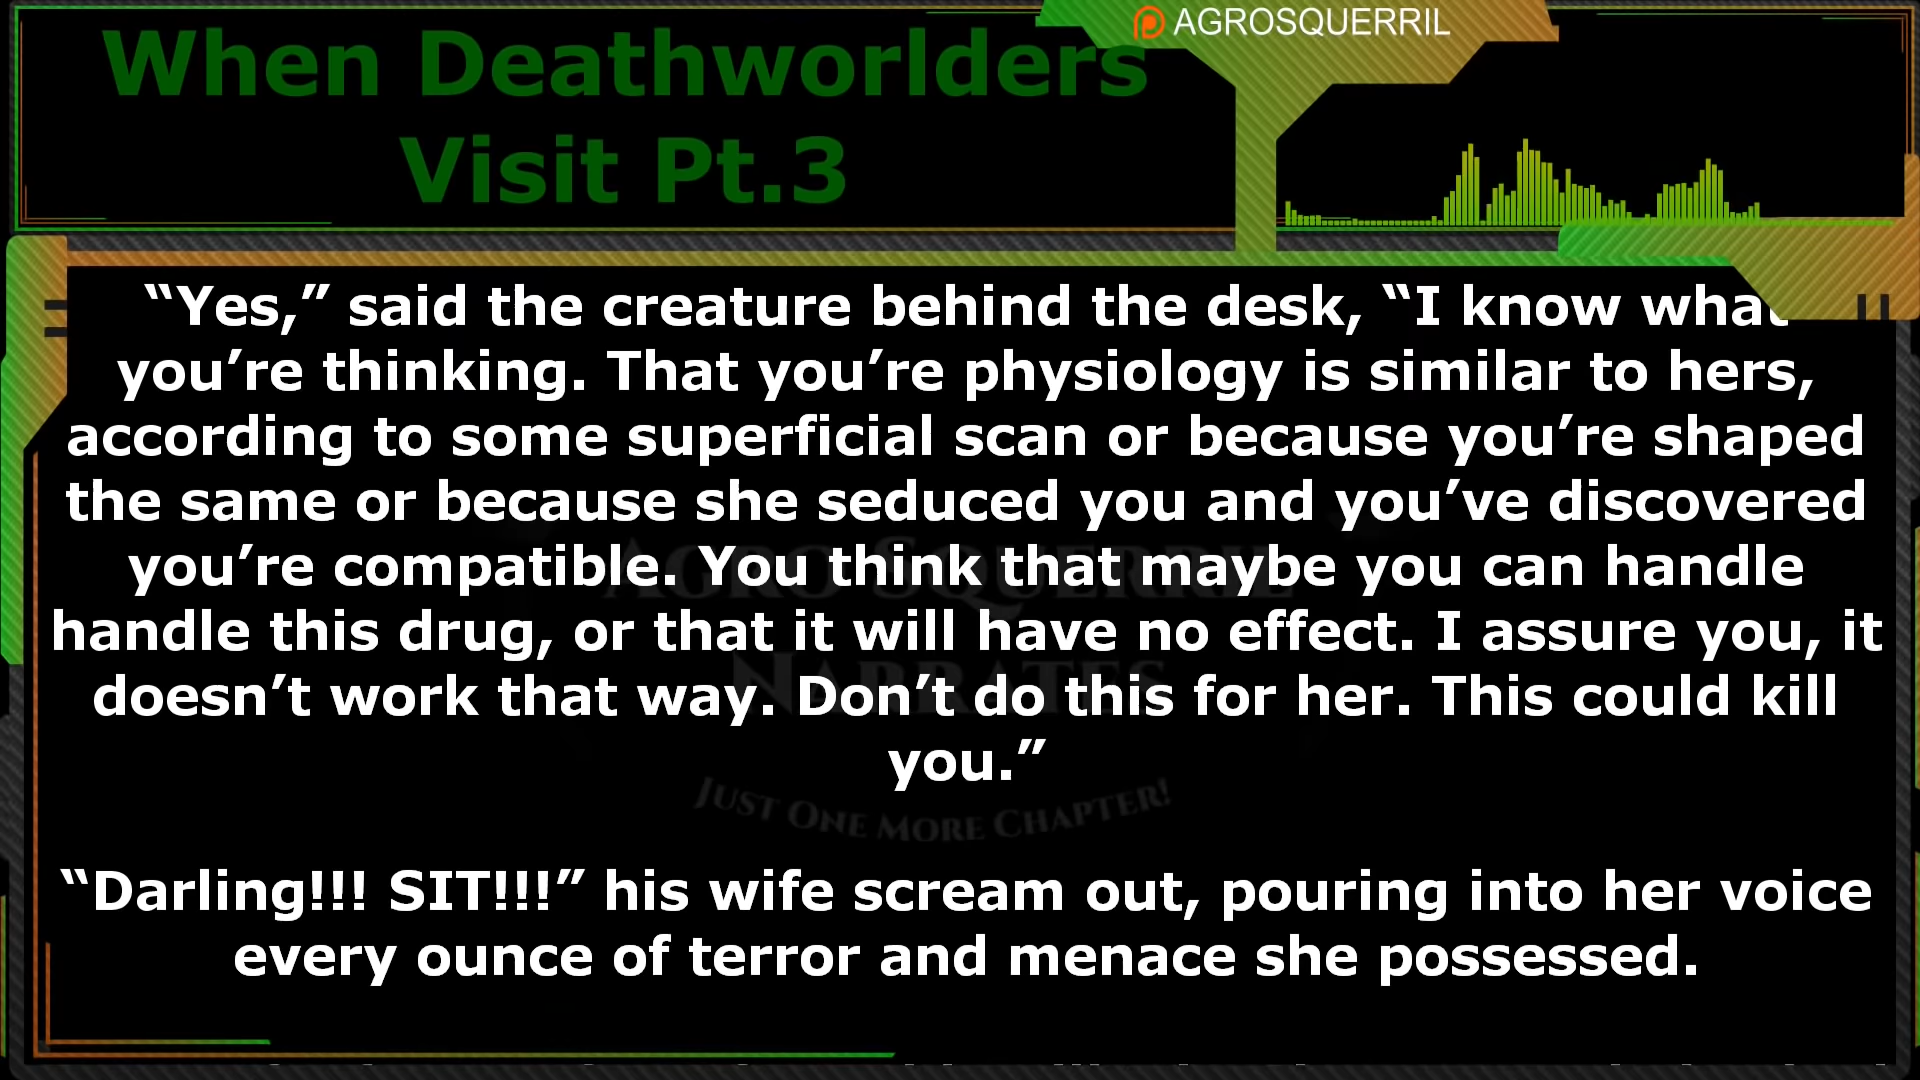 AGROSQUERRIL
When Deathworlders
Visit Pt.3
“Yes,” said the creature behind the desk, “I know what
you’re thinking. That you’re physiology is similar to hers,
according to some superficial scan or because you’re shaped
the same or because she seduced you and you’ve discovered
you’re compatible. You think that maybe you can handle
handle this drug, or that it will have no effect. I assure you, it
doesn’t work that way. Don’t do this for her. This could kill
you.”
“Darling!!! SIT!!!” his wife scream out, pouring into her voice
every ounce of terror and menace she possessed.
AGRO SQUERRIL
NARRATES
JUST ONE MORE CHAPTER!